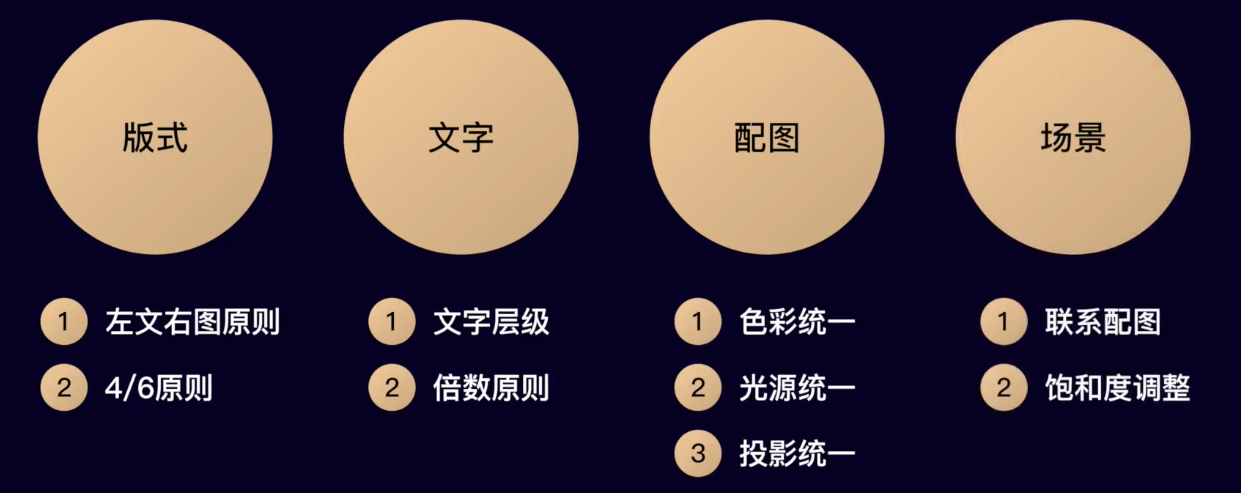 版式
文字
配图
场景
1 左文右图原则
2 4/6原则
1 文字层级
2 倍数原则
1 色彩统一
2 光源统一
3 投影统一
1 联系配图
2 饱和度调整